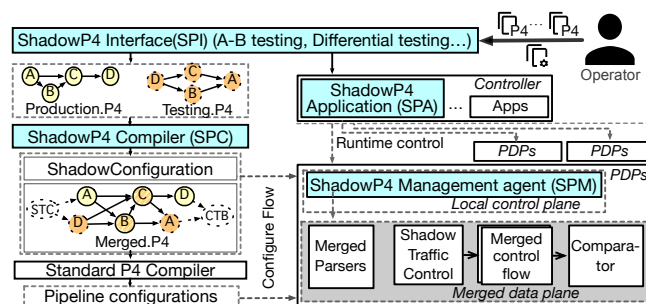 P4 ... P4
ShadowP4 Interface(SPI) (A-B testing, Differential testing...)
Operator
A C D
B
Production.P4
D C A
B
Testing.P4
ShadowP4
Application (SPA)
Controller
... Apps
ShadowP4 Compiler (SPC)
Runtime control
PDPs
PDPs
PDPs
ShadowConfiguration
ShadowP4 Management agent (SPM)
Local control plane
STC A C D
D B A CTB
Merged.P4
Configure Flow
Merged
Parsers
Shadow
Traffic
Control
Merged
control
flow
Compara-
tor
Merged data plane
Standard P4 Compiler
Pipeline configurations